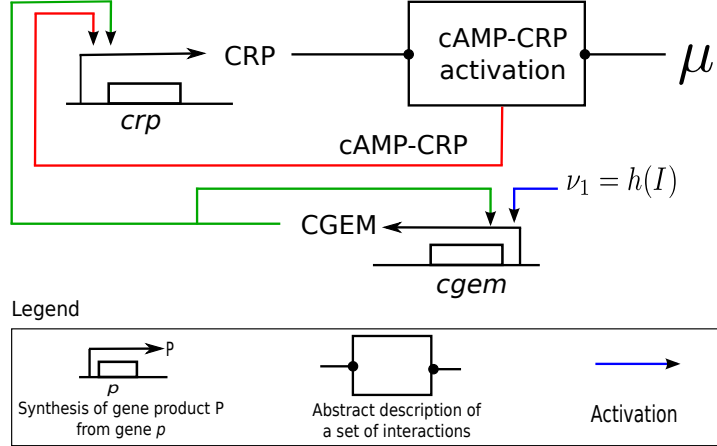 CRP
cAMP-CRP
activation
μ
crp
cAMP-CRP
ν₁ = h(I)
CGEM
cgem
Legend
P
p
Synthesis of gene product P
from gene p
Abstract description of
a set of interactions
Activation